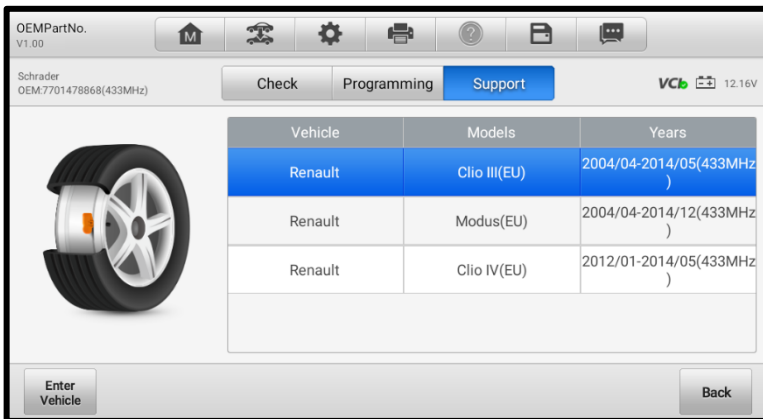 OEMPartNo.
V1.00
M
?
Schrader
OEM:7701478868(433MHz)
Check
Programming
Support
VCI
12.16V
Vehicle Models Years
Renault Clio III(EU) 2004/04-2014/05(433MHz
)
Renault Modus(EU) 2004/04-2014/12(433MHz
)
Renault Clio IV(EU) 2012/01-2014/05(433MHz
)
Enter
Vehicle
Back